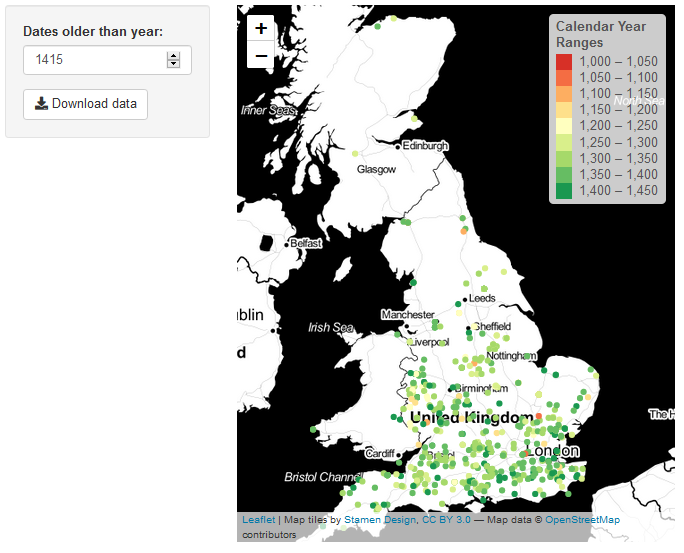 Dates older than year:
1415
Download data
+
−
Inner Seas
Edinburgh
Glasgow
Belfast
Leeds
Manchester
Irish Sea
Sheffield
Liverpool
Nottingham
Birmingham
United Kingdom
Cardiff
Bristol
London
Bristol Channel
The H
ublin
d
North Sea
Calendar Year
Ranges
1,000 – 1,050
1,050 – 1,100
1,100 – 1,150
1,150 – 1,200
1,200 – 1,250
1,250 – 1,300
1,300 – 1,350
1,350 – 1,400
1,400 – 1,450
Leaflet | Map tiles by Stamen Design, CC BY 3.0 — Map data © OpenStreetMap
contributors